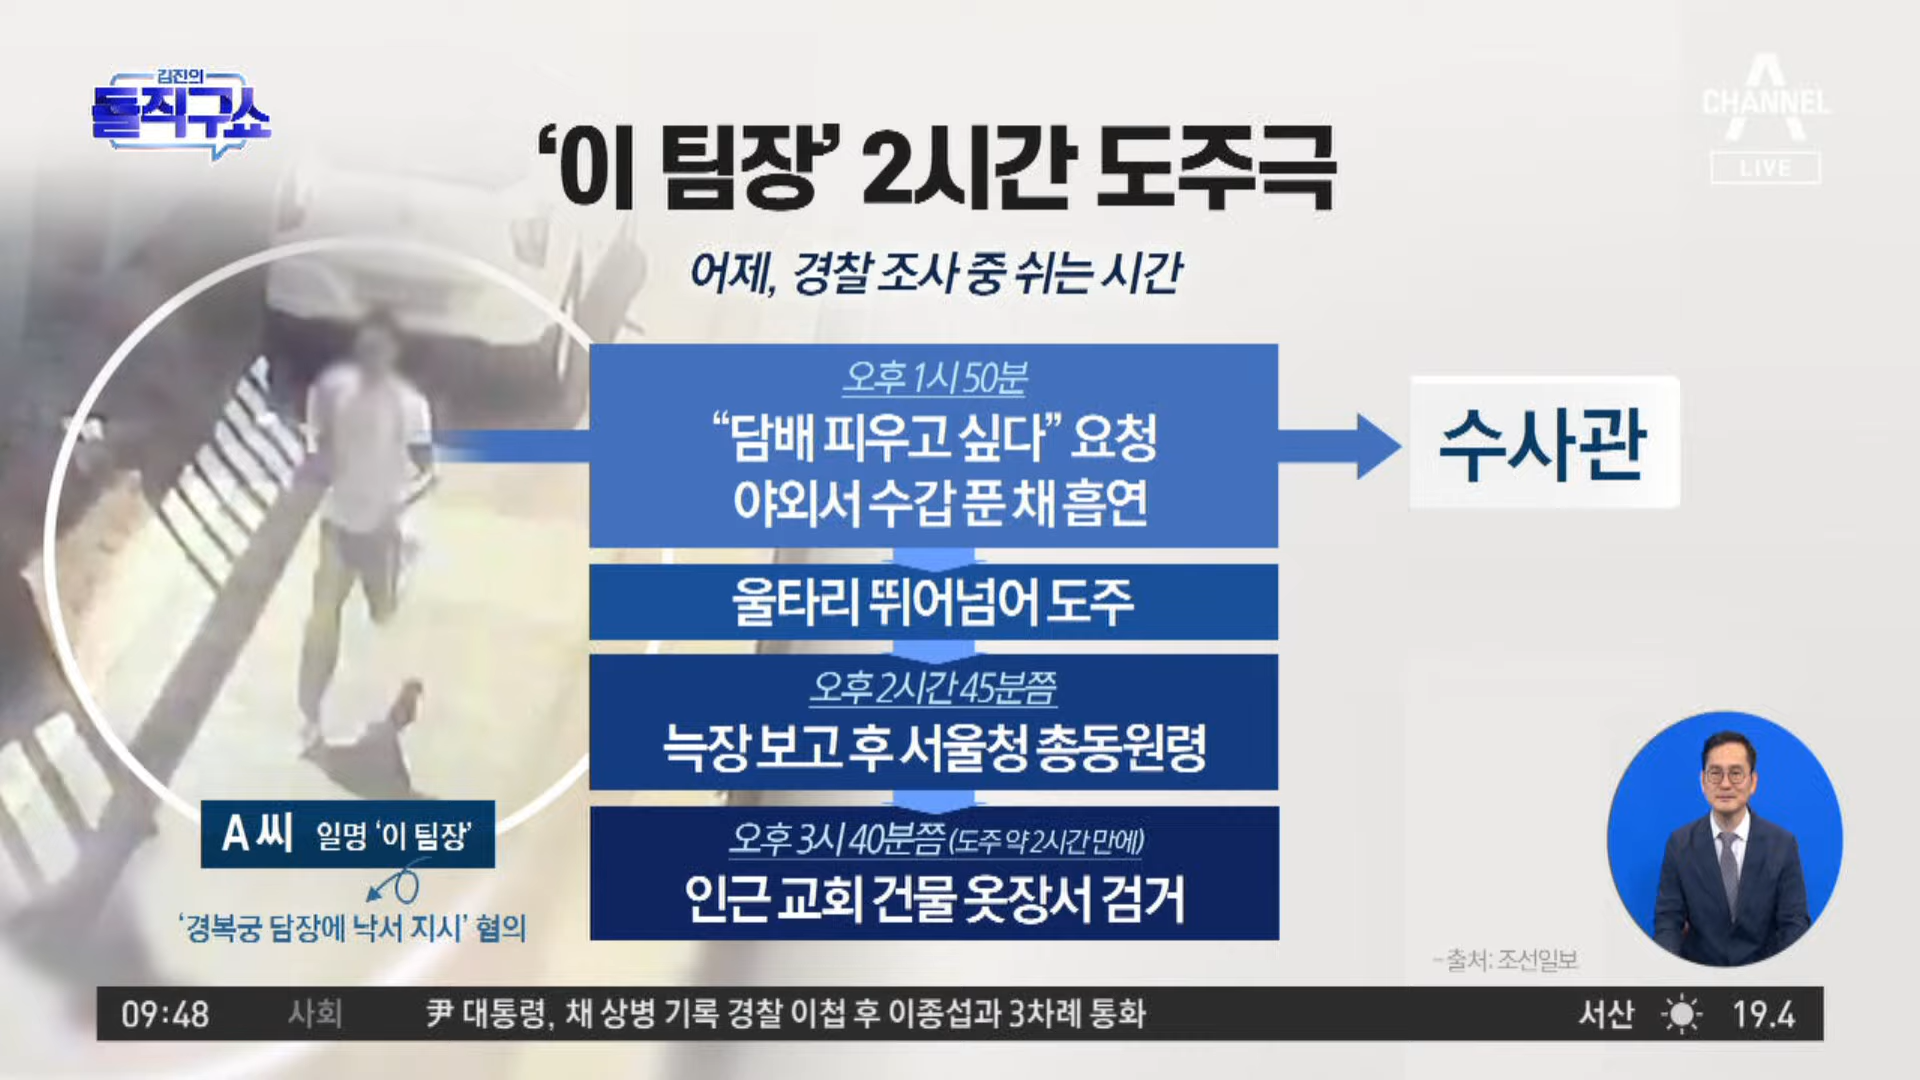 김진의
돌직구쇼
CHANNEL A
LIVE
‘이 팀장’ 2시간 도주극
어제, 경찰 조사 중 쉬는 시간
오후 1시 50분
“담배 피우고 싶다” 요청
야외서 수갑 푼 채 흡연
수사관
울타리 뛰어넘어 도주
오후 2시간 45분쯤
늑장 보고 후 서울청 총동원령
오후 3시 40분쯤 (도주 약 2시간 만에)
인근 교회 건물 옷장서 검거
A 씨 일명 ‘이 팀장’
‘경복궁 담장에 낙서 지시’ 혐의
-출처: 조선일보
09:48 사회 尹 대통령, 채 상병 기록 경찰 이첩 후 이종섭과 3차례 통화 서산 19.4